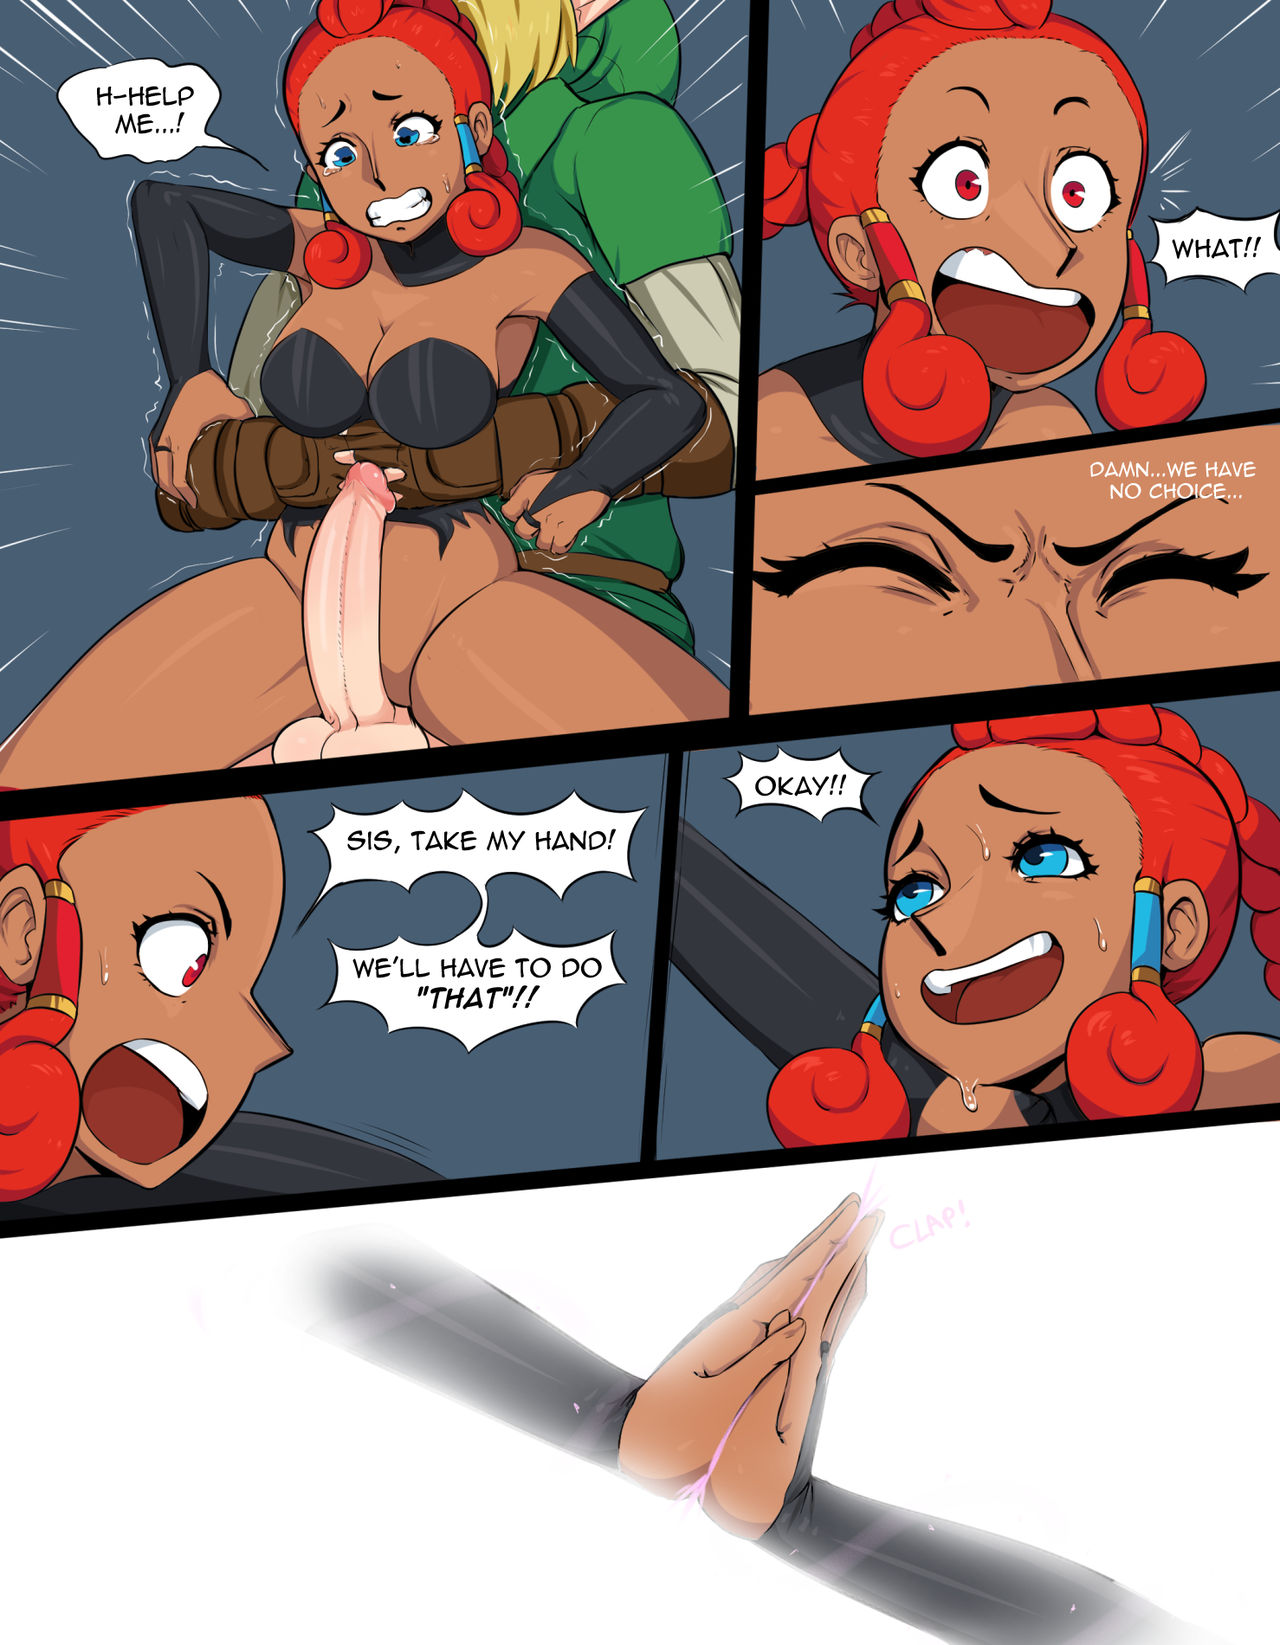 H-HELP
ME...!
WHAT!!
DAMN...WE HAVE
NO CHOICE...
SIS, TAKE MY HAND!
WE'LL HAVE TO DO
"THAT"!!
OKAY!!
CLAP!